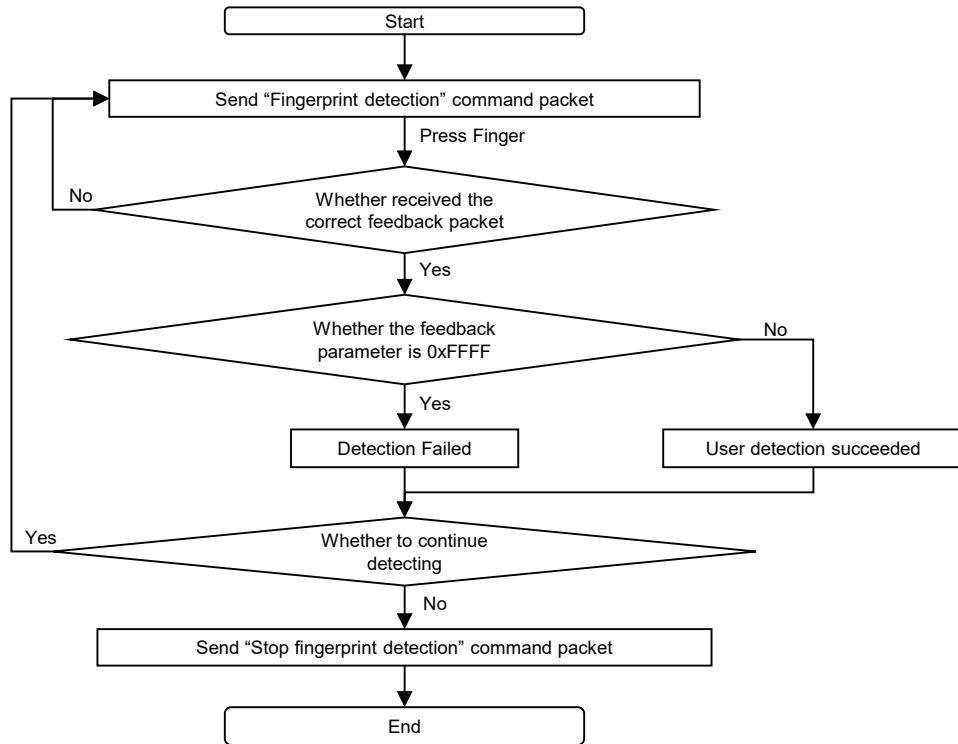 Start
Send “Fingerprint detection” command packet
Press Finger
No
Whether received the
correct feedback packet
Yes
Whether the feedback
parameter is 0xFFFF
No
Yes
Detection Failed
User detection succeeded
Yes
Whether to continue
detecting
No
Send “Stop fingerprint detection” command packet
End